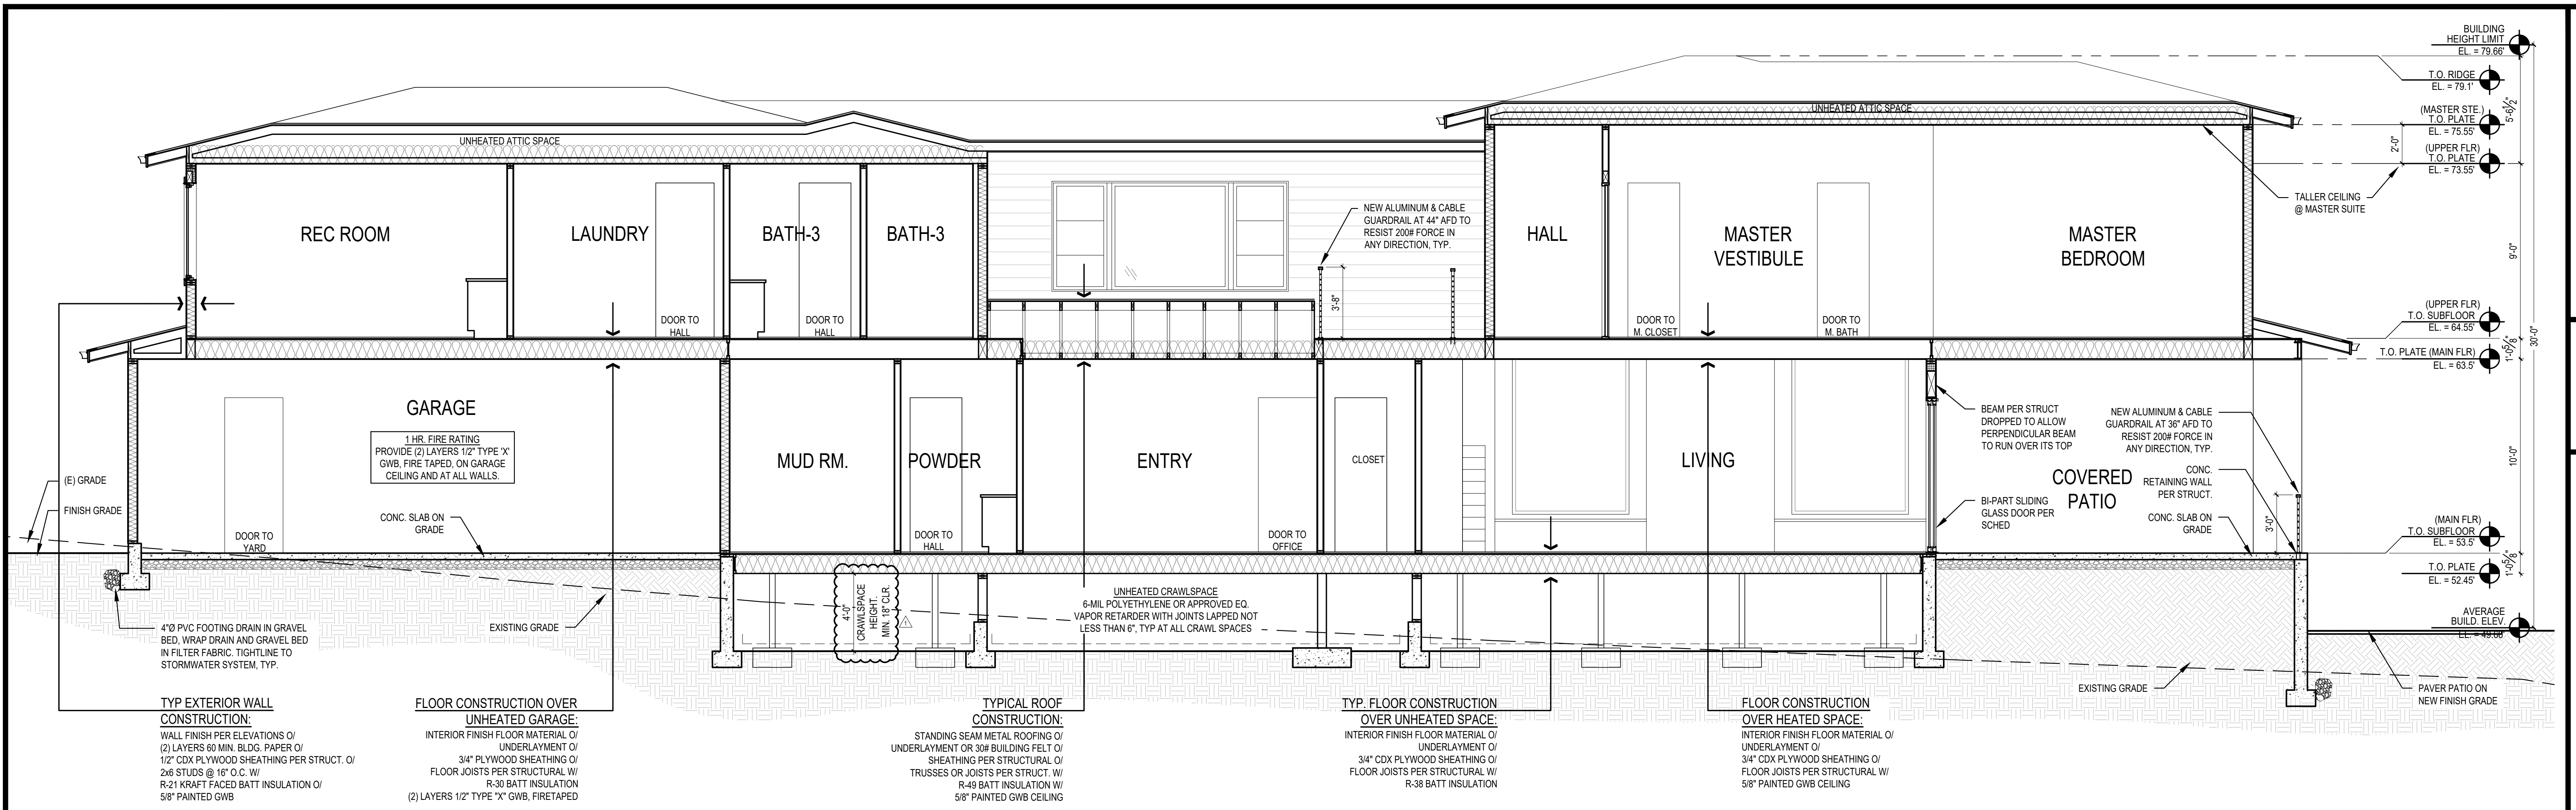 BUILDING
HEIGHT LIMIT
EL. = 79.66'
T.O. RIDGE
EL. = 79.1'
(MASTER STE.)
T.O. PLATE
EL. = 75.55'
(UPPER FLR)
T.O. PLATE
EL. = 73.55'
5'-6 1/2"
2'-0"
TALLER CEILING
@ MASTER SUITE
9'-0"
(UPPER FLR)
T.O. SUBFLOOR
EL. = 64.55'
30'-0"
1'-0 5/8"
T.O. PLATE (MAIN FLR)
EL. = 63.5'
10'-0"
(MAIN FLR)
T.O. SUBFLOOR
EL. = 53.5'
1'-0 5/8"
T.O. PLATE
EL. = 52.45'
AVERAGE
BUILD. ELEV.
EL. = 49.66'
UNHEATED ATTIC SPACE
UNHEATED ATTIC SPACE
REC ROOM
LAUNDRY
BATH-3
BATH-3
DOOR TO
HALL
DOOR TO
HALL
NEW ALUMINUM & CABLE
GUARDRAIL AT 44" AFD TO
RESIST 200# FORCE IN
ANY DIRECTION, TYP.
3'-8"
HALL
MASTER
VESTIBULE
MASTER
BEDROOM
DOOR TO
M. CLOSET
DOOR TO
M. BATH
GARAGE
1 HR. FIRE RATING
PROVIDE (2) LAYERS 1/2" TYPE 'X'
GWB, FIRE TAPED, ON GARAGE
CEILING AND AT ALL WALLS.
(E) GRADE
FINISH GRADE
DOOR TO
YARD
CONC. SLAB ON
GRADE
MUD RM.
POWDER
DOOR TO
HALL
ENTRY
DOOR TO
OFFICE
CLOSET
LIVING
BEAM PER STRUCT
DROPPED TO ALLOW
PERPENDICULAR BEAM
TO RUN OVER ITS TOP
BI-PART SLIDING
GLASS DOOR PER
SCHED
COVERED
PATIO
NEW ALUMINUM & CABLE
GUARDRAIL AT 36" AFD TO
RESIST 200# FORCE IN
ANY DIRECTION, TYP.
CONC.
RETAINING WALL
PER STRUCT.
CONC. SLAB ON
GRADE
3'-0"
4"Ø PVC FOOTING DRAIN IN GRAVEL
BED, WRAP DRAIN AND GRAVEL BED
IN FILTER FABRIC. TIGHTLINE TO
STORMWATER SYSTEM, TYP.
EXISTING GRADE
4'-0"
CRAWLSPACE
HEIGHT.
MIN. 18" CLR.
UNHEATED CRAWLSPACE
6-MIL POLYETHYLENE OR APPROVED EQ.
VAPOR RETARDER WITH JOINTS LAPPED NOT
LESS THAN 6", TYP AT ALL CRAWL SPACES
EXISTING GRADE
PAVER PATIO ON
NEW FINISH GRADE
TYP EXTERIOR WALL
CONSTRUCTION:
WALL FINISH PER ELEVATIONS O/
(2) LAYERS 60 MIN. BLDG. PAPER O/
1/2" CDX PLYWOOD SHEATHING PER STRUCT. O/
2x6 STUDS @ 16" O.C. W/
R-21 KRAFT FACED BATT INSULATION O/
5/8" PAINTED GWB
FLOOR CONSTRUCTION OVER
UNHEATED GARAGE:
INTERIOR FINISH FLOOR MATERIAL O/
UNDERLAYMENT O/
3/4" PLYWOOD SHEATHING O/
FLOOR JOISTS PER STRUCTURAL W/
R-30 BATT INSULATION
(2) LAYERS 1/2" TYPE "X" GWB, FIRETAPED
TYPICAL ROOF
CONSTRUCTION:
STANDING SEAM METAL ROOFING O/
UNDERLAYMENT OR 30# BUILDING FELT O/
SHEATHING PER STRUCTURAL O/
TRUSSES OR JOISTS PER STRUCT. W/
R-49 BATT INSULATION W/
5/8" PAINTED GWB CEILING
TYP. FLOOR CONSTRUCTION
OVER UNHEATED SPACE:
INTERIOR FINISH FLOOR MATERIAL O/
UNDERLAYMENT O/
3/4" CDX PLYWOOD SHEATHING O/
FLOOR JOISTS PER STRUCTURAL W/
R-38 BATT INSULATION
FLOOR CONSTRUCTION
OVER HEATED SPACE:
INTERIOR FINISH FLOOR MATERIAL O/
UNDERLAYMENT O/
3/4" CDX PLYWOOD SHEATHING O/
FLOOR JOISTS PER STRUCTURAL W/
5/8" PAINTED GWB CEILING